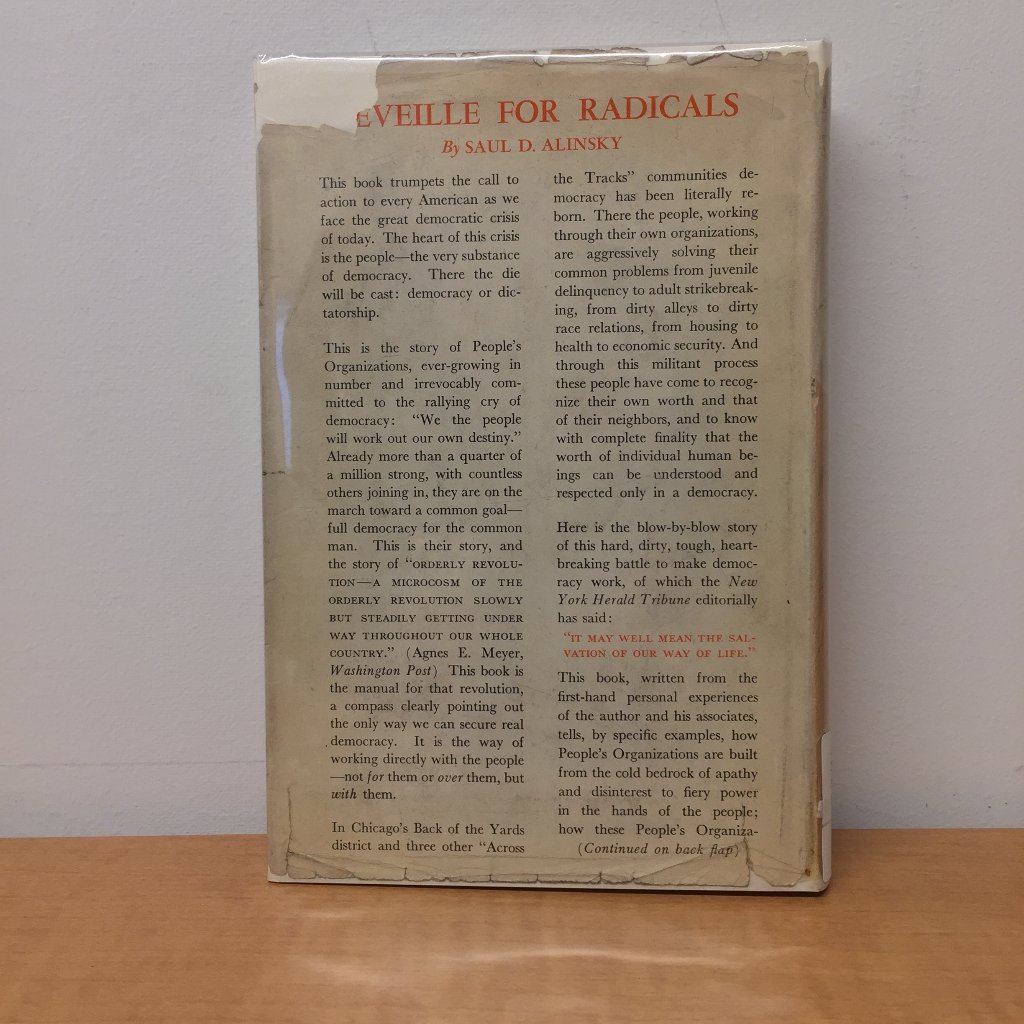 EVEILLE FOR RADICALS
By SAUL D. ALINSKY
This book trumpets the call to
action to every American as we
face the great democratic crisis
of today. The heart of this crisis
is the people—the very substance
of democracy. There the die
will be cast: democracy or dic-
tatorship.
This is the story of People's
Organizations, ever-growing in
number and irrevocably com-
mitted to the rallying cry of
democracy: "We the people
will work out our own destiny."
Already more than a quarter of
a million strong, with countless
others joining in, they are on the
march toward a common goal—
full democracy for the common
man. This is their story, and
the story of "ORDERLY REVOLU-
TION—A MICROCOSM OF THE
ORDERLY REVOLUTION SLOWLY
BUT STEADILY GETTING UNDER
WAY THROUGHOUT OUR WHOLE
COUNTRY." (Agnes E. Meyer,
Washington Post) This book is
the manual for that revolution,
a compass clearly pointing out
the only way we can secure real
democracy. It is the way of
working directly with the people
—not for them or over them, but
with them.
In Chicago's Back of the Yards
district and three other "Across
the Tracks" communities de-
mocracy has been literally re-
born. There the people, working
through their own organizations,
are aggressively solving their
common problems from juvenile
delinquency to adult strikebreak-
ing, from dirty alleys to dirty
race relations, from housing to
health to economic security. And
through this militant process
these people have come to recog-
nize their own worth and that
of their neighbors, and to know
with complete finality that the
worth of individual human be-
ings can be understood and
respected only in a democracy.
Here is the blow-by-blow story
of this hard, dirty, tough, heart-
breaking battle to make democ-
racy work, of which the New
York Herald Tribune editorially
has said:
"IT MAY WELL MEAN THE SAL-
VATION OF OUR WAY OF LIFE."
This book, written from the
first-hand personal experiences
of the author and his associates,
tells, by specific examples, how
People's Organizations are built
from the cold bedrock of apathy
and disinterest to fiery power
in the hands of the people;
how these People's Organiza-
(Continued on back flap)